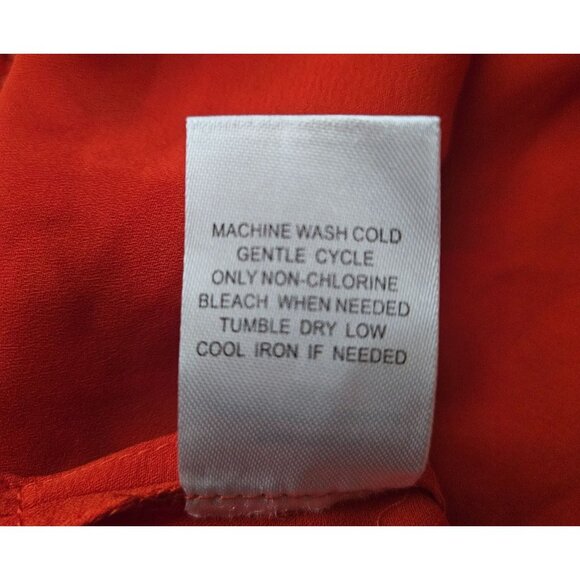 MACHINE WASH COLD
GENTLE CYCLE
ONLY NON-CHLORINE
BLEACH WHEN NEEDED
TUMBLE DRY LOW
COOL IRON IF NEEDED